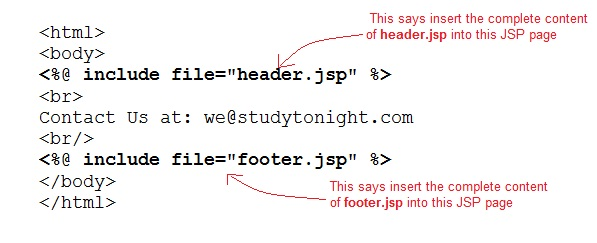 This says insert the complete content
of header.jsp into this JSP page
<html>
<body>
<%@ include file="header.jsp" %>
<br>
Contact Us at: we@studytonight.com
<br/>
<%@ include file="footer.jsp" %>
</body>
</html>
This says insert the complete content
of footer.jsp into this JSP page